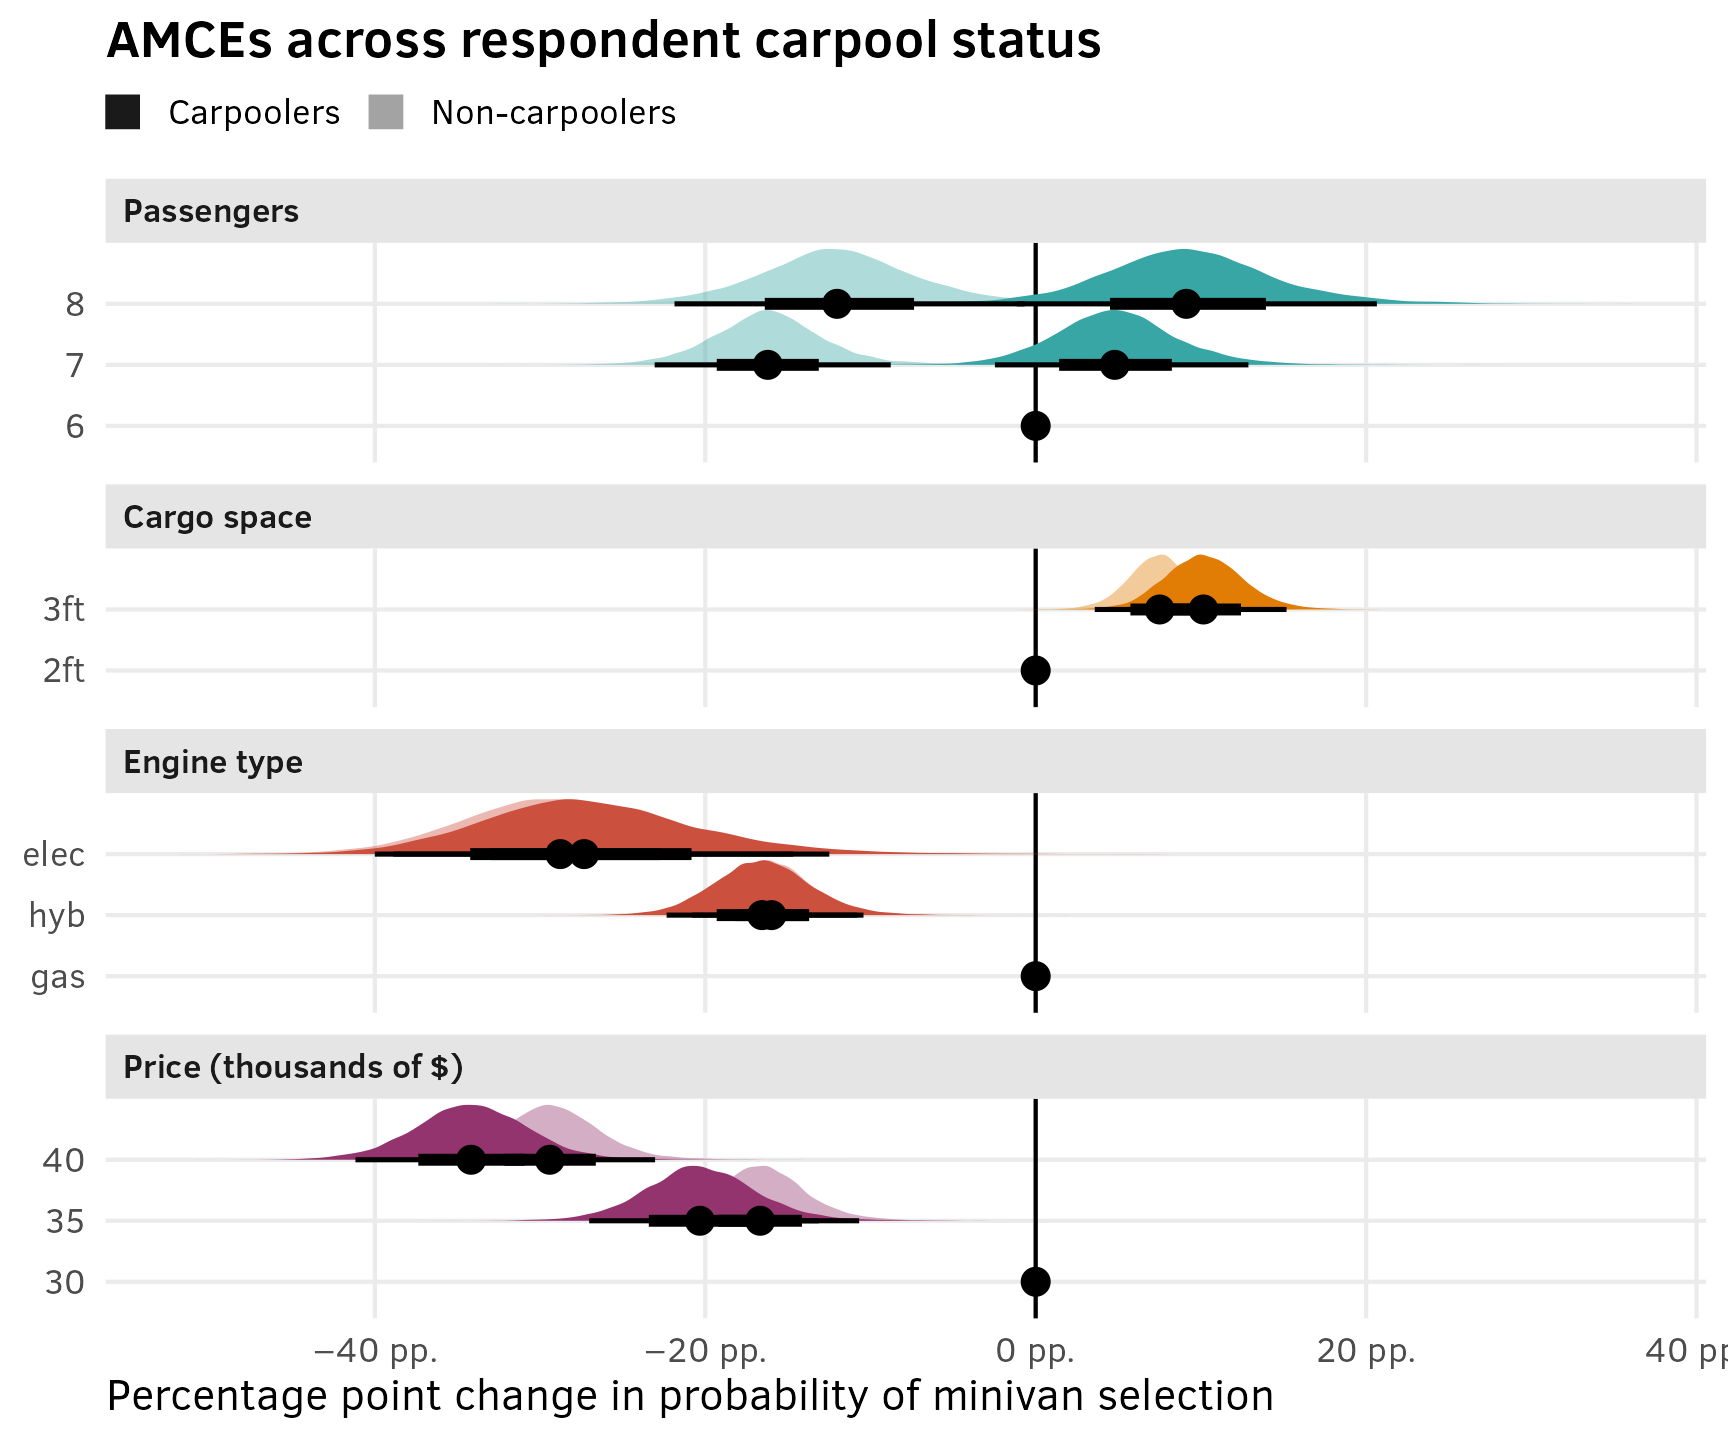 AMCEs across respondent carpool status
Carpoolers Non-carpoolers
Passengers
8
7
6
Cargo space
3ft
2ft
Engine type
elec
hyb
gas
Price (thousands of $)
40
35
30
−40 pp. −20 pp. 0 pp. 20 pp. 40 pp
Percentage point change in probability of minivan selection